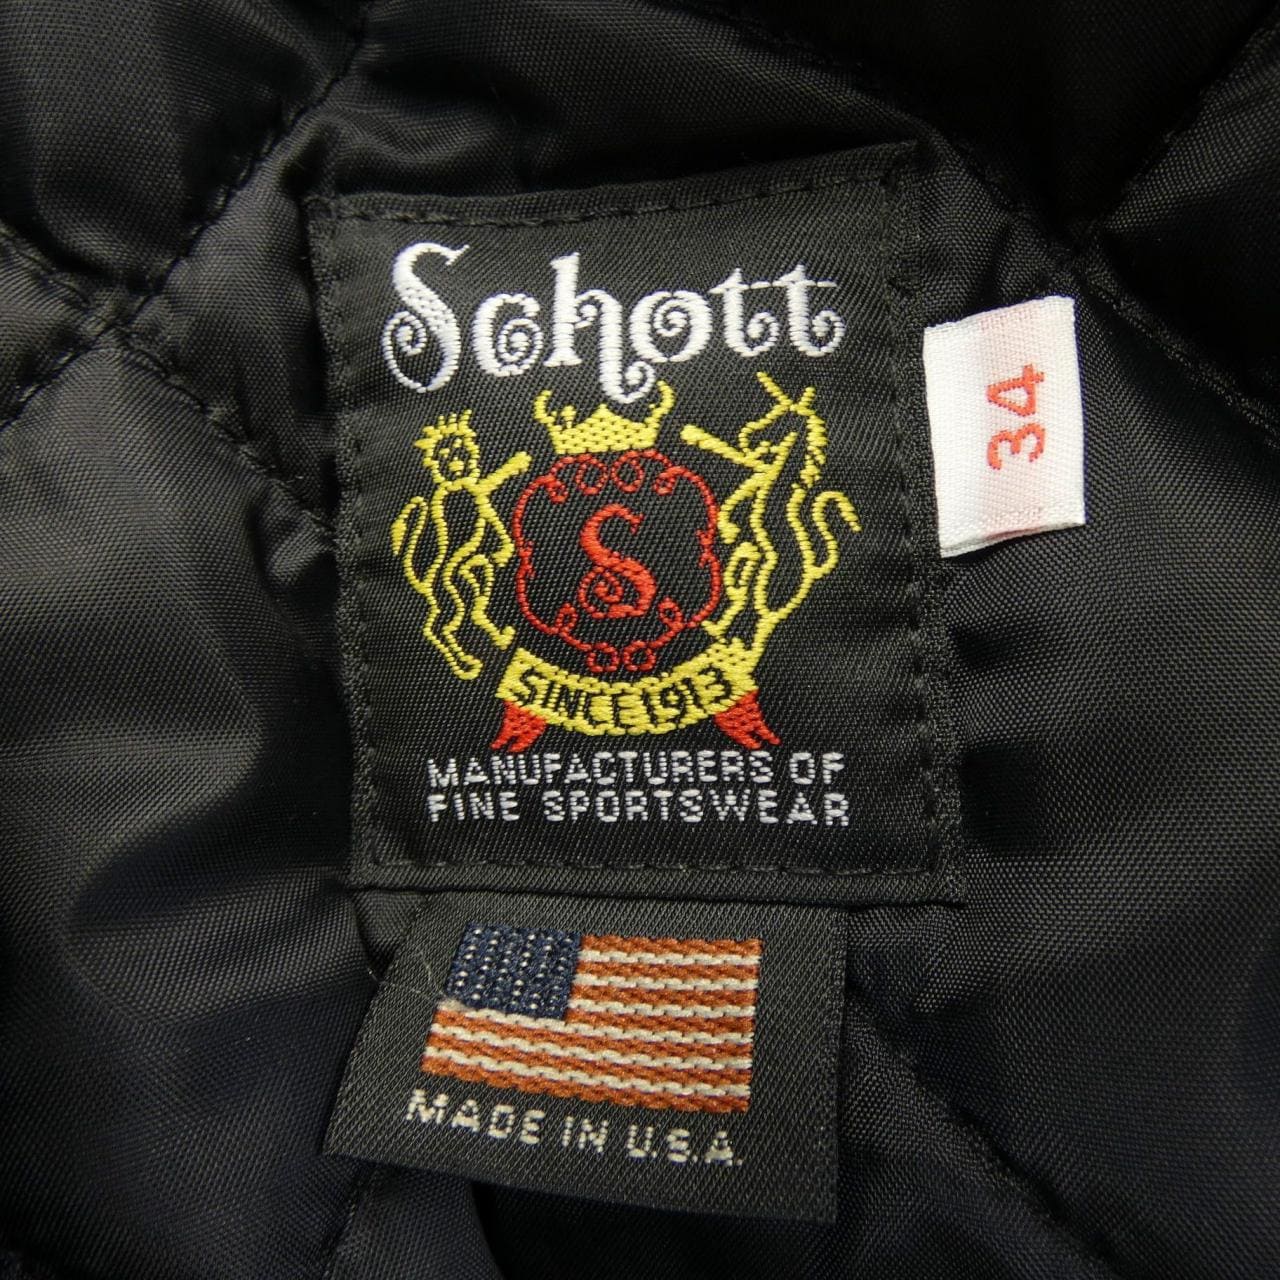 Schott
34
S
SINCE 1913
MANUFACTURERS OF
FINE SPORTSWEAR
MADE IN U.S.A.